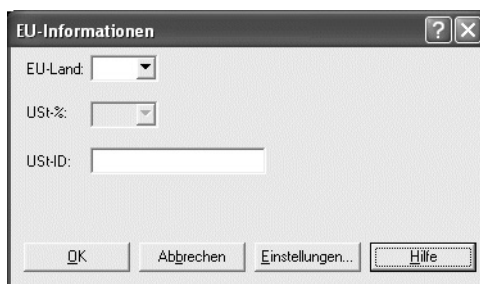 EU-Informationen
EU-Land:
USt-%:
USt-ID:
OK Abbrechen Einstellungen... Hilfe